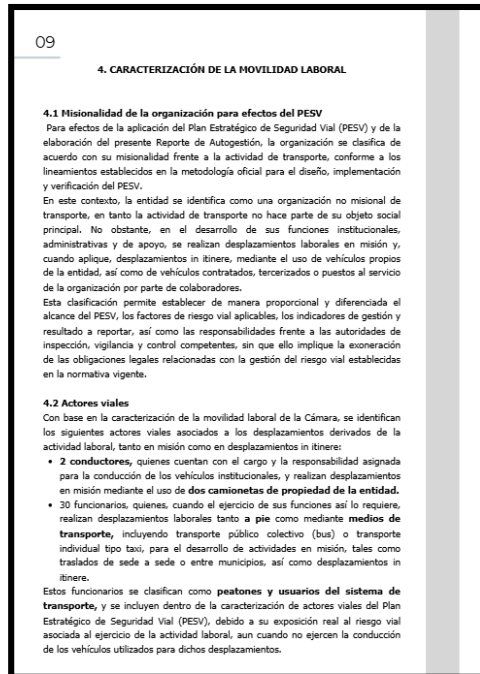 09
4. CARACTERIZACIÓN DE LA MOVILIDAD LABORAL
4.1 Misionalidad de la organización para efectos del PESV
Para efectos de la aplicación del Plan Estratégico de Seguridad Vial (PESV) y de la
elaboración del presente Reporte de Autogestión, la organización se clasifica de
acuerdo con su misionalidad frente a la actividad de transporte, conforme a los
lineamientos establecidos en la metodología oficial para el diseño, implementación
y verificación del PESV.
En este contexto, la entidad se identifica como una organización no misional de
transporte, en tanto la actividad de transporte no hace parte de su objeto social
principal. No obstante, en el desarrollo de sus funciones institucionales,
administrativas y de apoyo, se realizan desplazamientos laborales en misión y,
cuando aplique, desplazamientos in itinere, mediante el uso de vehículos propios
de la entidad, así como de vehículos contratados, tercerizados o puestos al servicio
de la organización por parte de colaboradores.
Esta clasificación permite establecer de manera proporcional y diferenciada el
alcance del PESV, los factores de riesgo vial aplicables, los indicadores de gestión y
resultado a reportar, así como las responsabilidades frente a las autoridades de
inspección, vigilancia y control competentes, sin que ello implique la exoneración
de las obligaciones legales relacionadas con la gestión del riesgo vial establecidas
en la normativa vigente.
4.2 Actores viales
Con base en la caracterización de la movilidad laboral de la Cámara, se identifican
los siguientes actores viales asociados a los desplazamientos derivados de la
actividad laboral, tanto en misión como en desplazamientos in itinere:
• 2 conductores, quienes cuentan con el cargo y la responsabilidad asignada
para la conducción de los vehículos institucionales, y realizan desplazamientos
en misión mediante el uso de dos camionetas de propiedad de la entidad.
• 30 funcionarios, quienes, cuando el ejercicio de sus funciones así lo requiere,
realizan desplazamientos laborales tanto a pie como mediante medios de
transporte, incluyendo transporte público colectivo (bus) o transporte
individual tipo taxi, para el desarrollo de actividades en misión, tales como
traslados de sede a sede o entre municipios, así como desplazamientos in
itinere.
Estos funcionarios se clasifican como peatones y usuarios del sistema de
transporte, y se incluyen dentro de la caracterización de actores viales del Plan
Estratégico de Seguridad Vial (PESV), debido a su exposición real al riesgo vial
asociada al ejercicio de la actividad laboral, aun cuando no ejercen la conducción
de los vehículos utilizados para dichos desplazamientos.